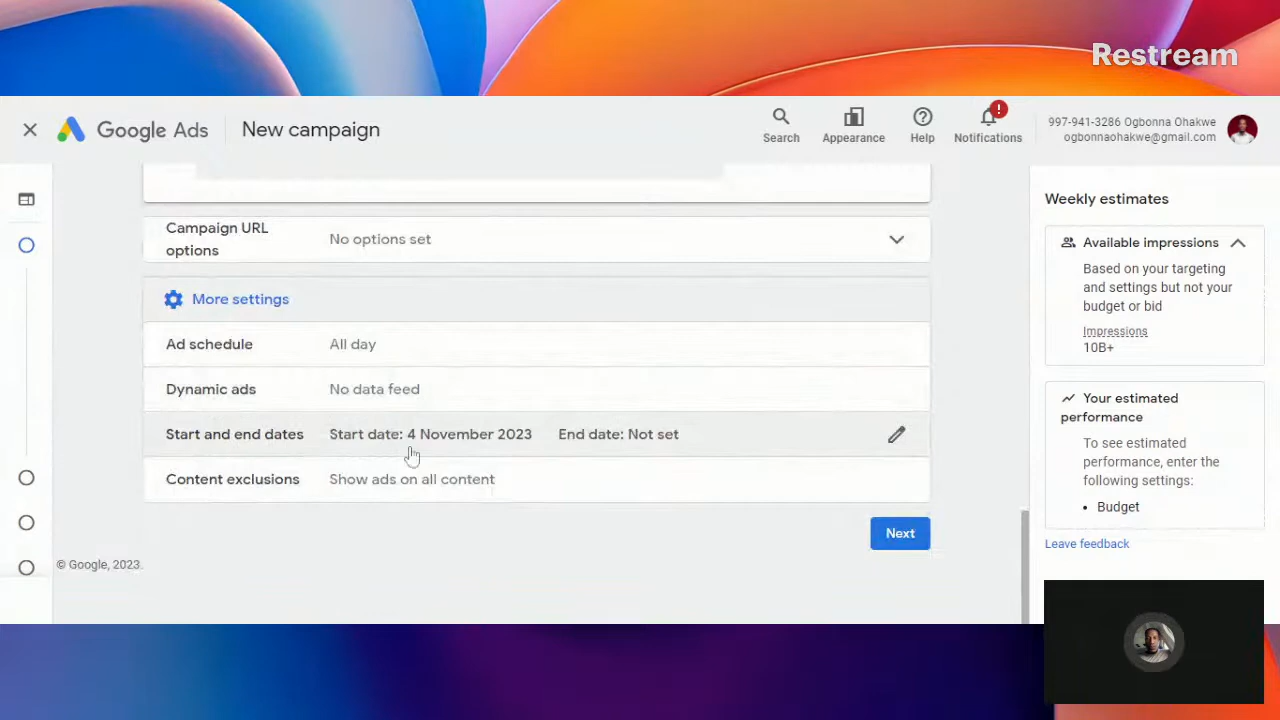 Restream
Google Ads
New campaign
Search
Appearance
Help
Notifications
997-941-3286 Ogbonna Ohakwe
ogbonnaohakwe@gmail.com
Campaign URL
options
No options set
More settings
Ad schedule
All day
Dynamic ads
No data feed
Start and end dates
Start date: 4 November 2023
End date: Not set
Content exclusions
Show ads on all content
Next
© Google, 2023.
Weekly estimates
Available impressions
Based on your targeting
and settings but not your
budget or bid
Impressions
10B+
Your estimated
performance
To see estimated
performance, enter the
following settings:
• Budget
Leave feedback